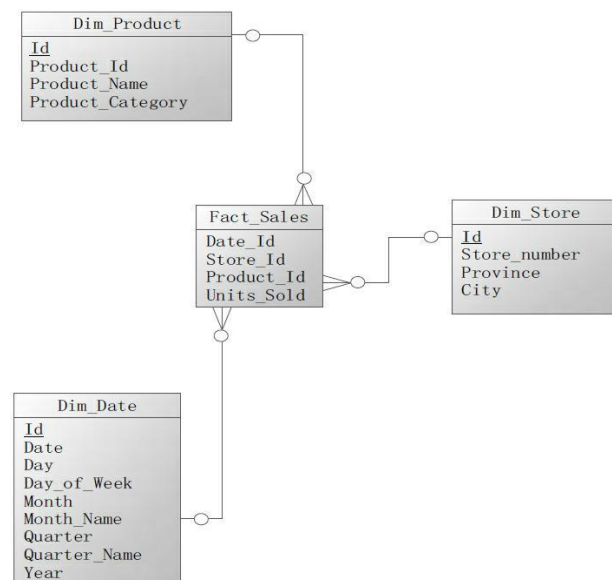 Dim_Product
Id
Product_Id
Product_Name
Product_Category
Fact_Sales
Date_Id
Store_Id
Product_Id
Units_Sold
Dim_Store
Id
Store_number
Province
City
Dim_Date
Id
Date
Day
Day_of_Week
Month
Month_Name
Quarter
Quarter_Name
Year